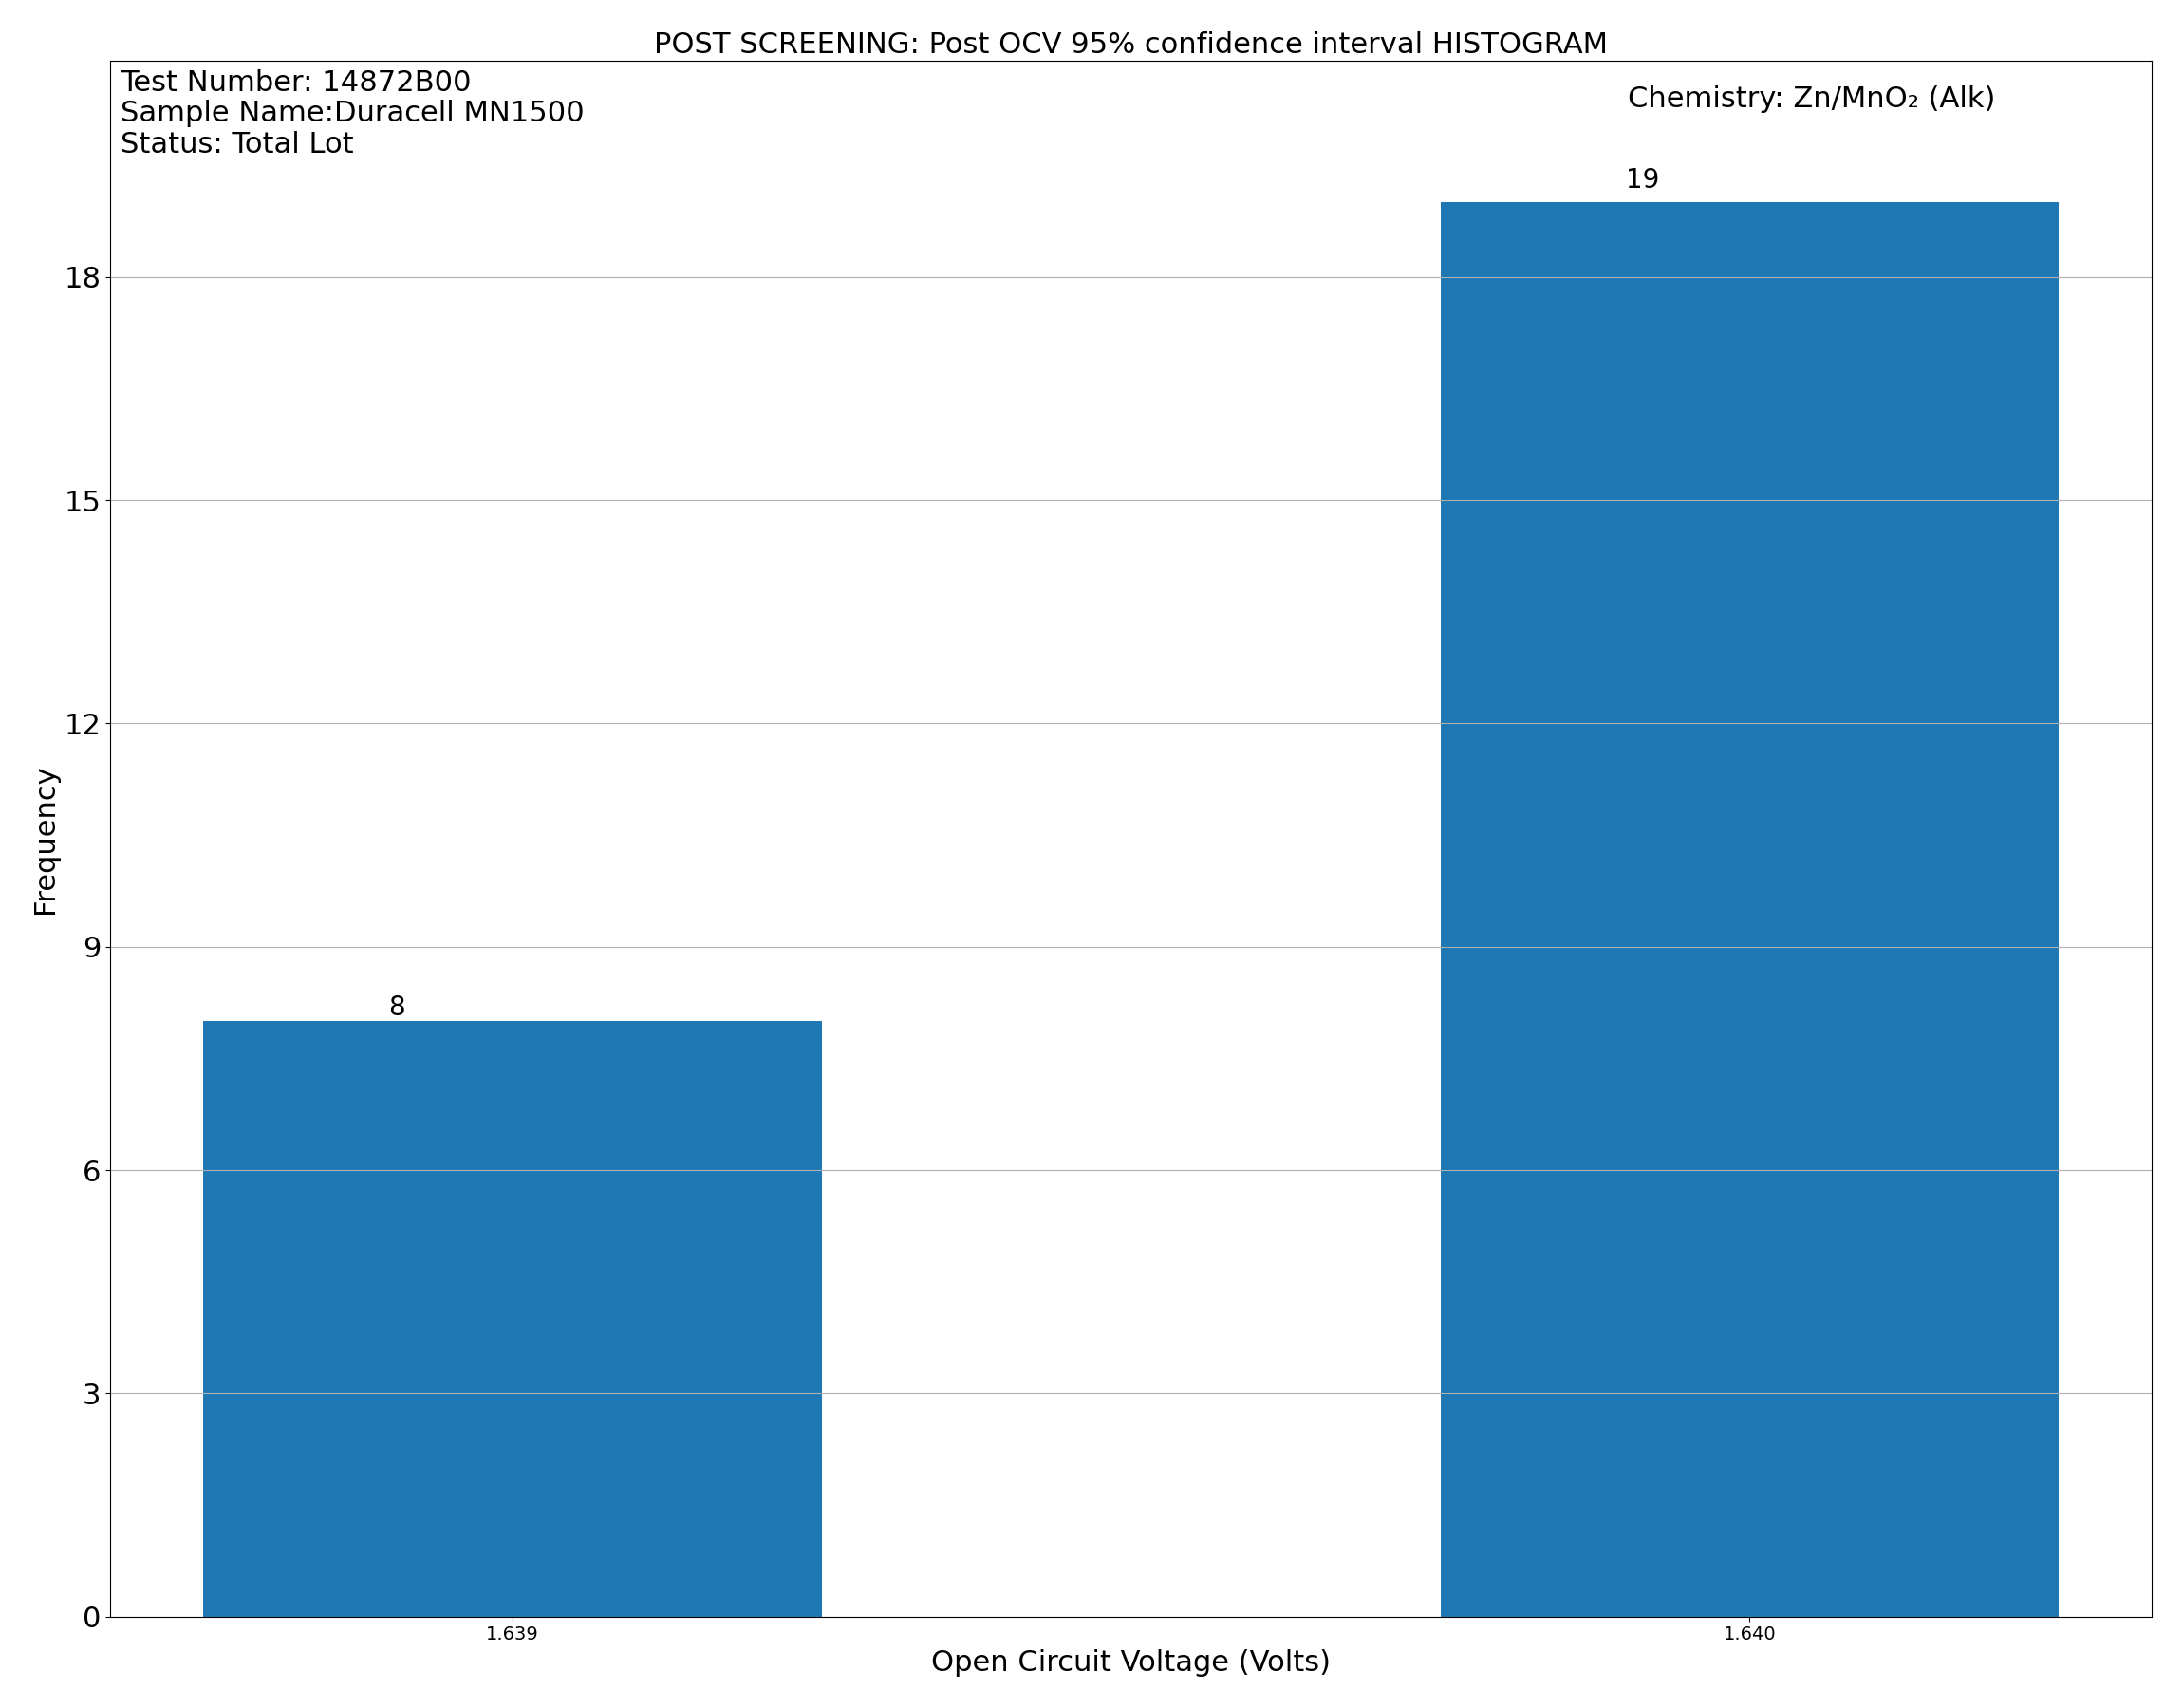 POST SCREENING: Post OCV 95% confidence interval HISTOGRAM
Test Number: 14872B00
Sample Name:Duracell MN1500
Status: Total Lot
Chemistry: Zn/MnO₂ (Alk)
19
18
15
12
9
8
6
3
0
Frequency
1.639
1.640
Open Circuit Voltage (Volts)